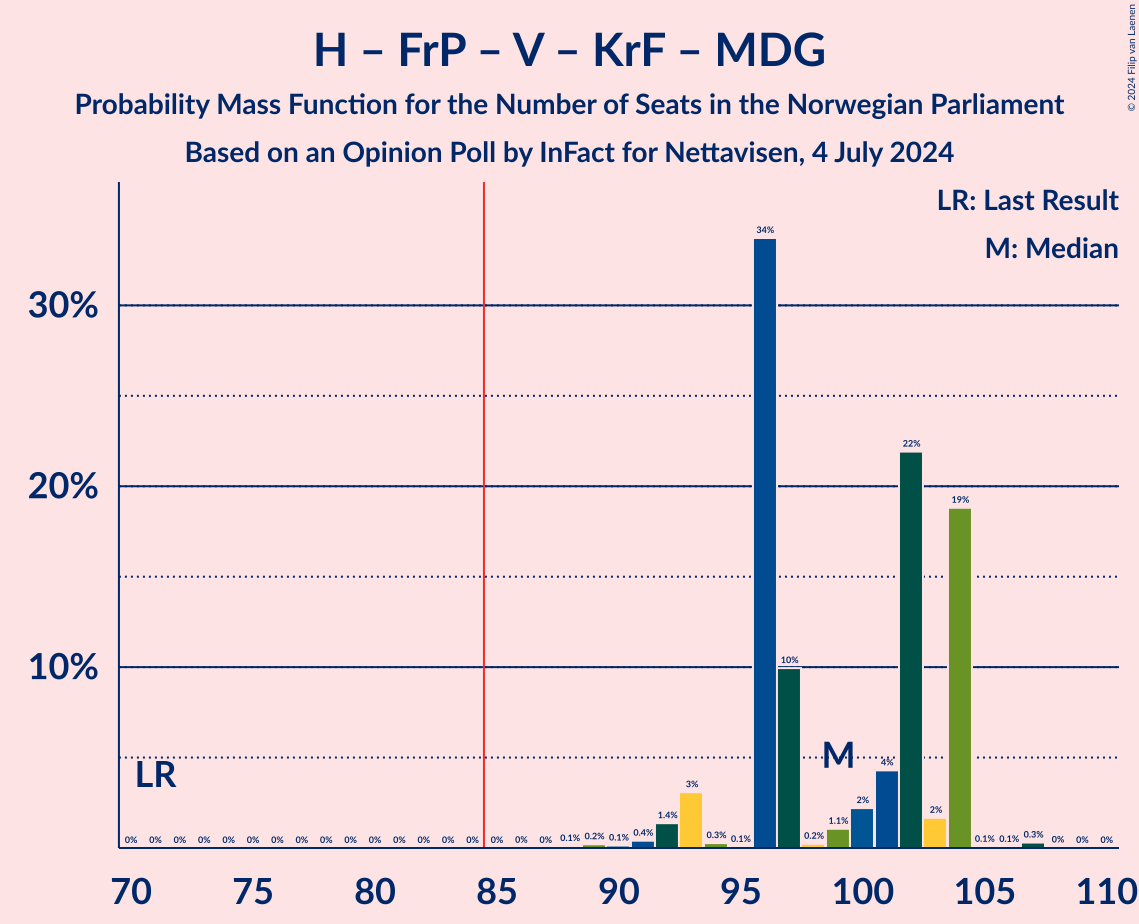 H – FrP – V – KrF – MDG
Probability Mass Function for the Number of Seats in the Norwegian Parliament
Based on an Opinion Poll by InFact for Nettavisen, 4 July 2024
© 2024 Filip van Laenen
LR: Last Result
M: Median
34%
30%
22%
20%
19%
10%
10%
M
LR
4%
3%
2%
2%
1.4%
1.1%
0% 0% 0% 0% 0% 0% 0% 0% 0% 0% 0% 0% 0% 0% 0% 0% 0% 0% 0.1% 0.2% 0.1% 0.4% 0.3% 0.1% 0.2% 0.1% 0.1% 0.3% 0% 0% 0%
70 75 80 85 90 95 100 105 110